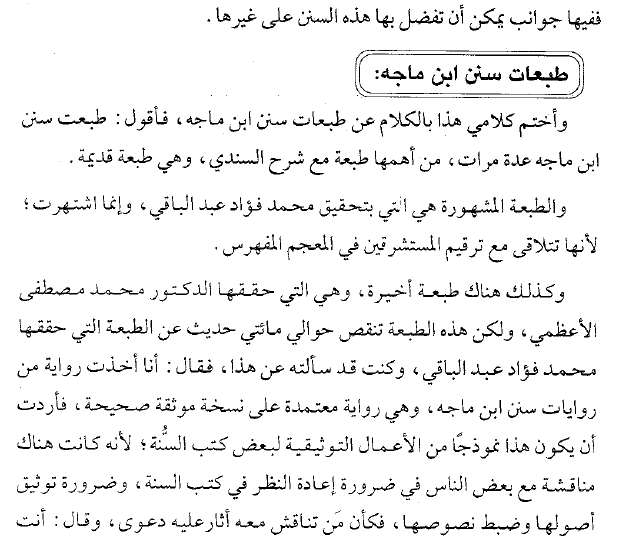 ففيها جوانب يمكن أن تفضل بها هذه السنن على غيرها .
طبعات سنن ابن ماجه:
وأختم كلامي هذا بالكلام عن طبعات سنن ابن ماجه، فأقول : طبعت سنن
ابن ماجه عدة مرات، من أهمها طبعة مع شرح السندي، وهي طبعة قديمة .
والطبعة المشهورة هي التي بتحقيق محمد فؤاد عبد الباقي، وإنما اشتهرت ؛
لأنها تتلاقى مع ترقيم المستشرقين في المعجم المفهرس .
وكذلك هناك طبعة أخيرة، وهي التي حققها الدكتور محمد مصطفى
الأعظمي، ولكن هذه الطبعة تنقص حوالي مائتي حديث عن الطبعة التي حققها
محمد فؤاد عبد الباقي، وكنت قد سألته عن هذا، فقال : أنا أخذت رواية من
روايات سنن ابن ماجه، وهي رواية معتمدة على نسخة موثقة صحيحة، فأردت
أن يكون هذا نموذجًا من الأعمال التوثيقية لبعض كتب السُّنة ؛ لأنه كانت هناك
مناقشة مع بعض الناس في ضرورة إعادة النظر في كتب السنة، وضرورة توثيق
أصولها وضبط نصوصها، فكأن مَن تناقش معه أثار عليه دعوى، وقال : أنت